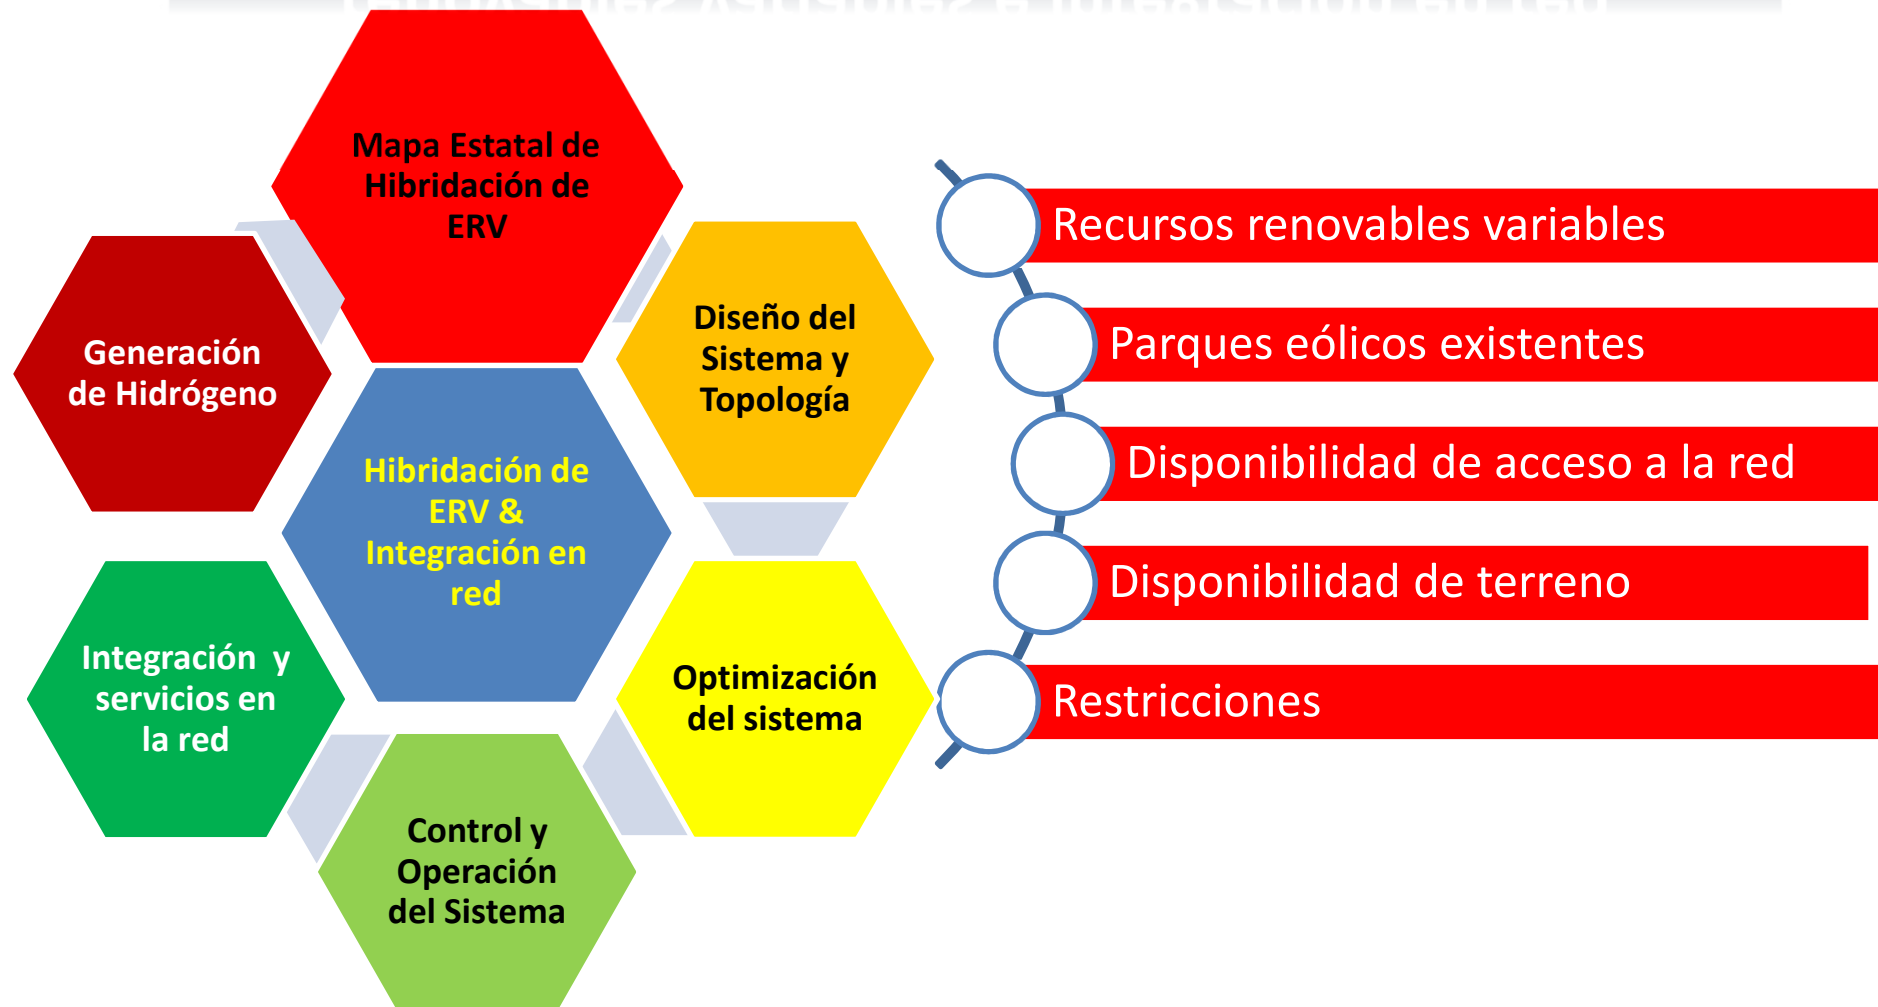 Mapa Estatal de
Hibridación de
ERV
Diseño del
Sistema y
Topología
Generación
de Hidrógeno
Hibridación de
ERV &
Integración en
red
Integración y
servicios en
la red
Optimización
del sistema
Control y
Operación
del Sistema
Recursos renovables variables
Parques eólicos existentes
Disponibilidad de acceso a la red
Disponibilidad de terreno
Restricciones